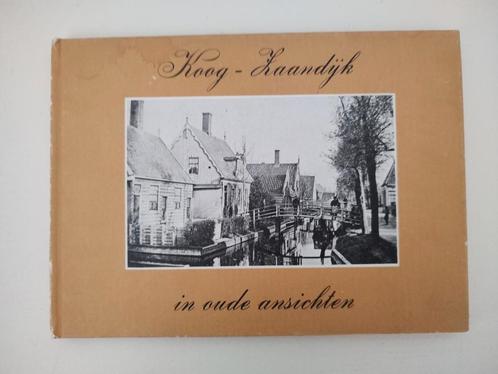 Koog - Zaandijk
in oude ansichten